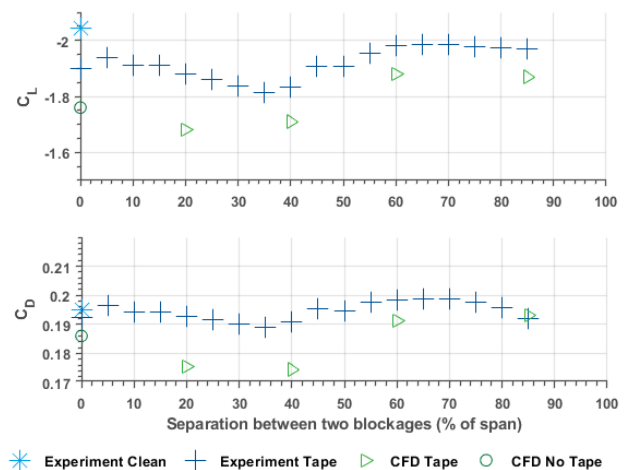 -2
-1.8
-1.6
C_L
0 10 20 30 40 50 60 70 80 90 100
0.21
0.2
0.19
0.18
0.17
C_D
0 10 20 30 40 50 60 70 80 90 100
Separation between two blockages (% of span)
Experiment Clean Experiment Tape CFD Tape CFD No Tape